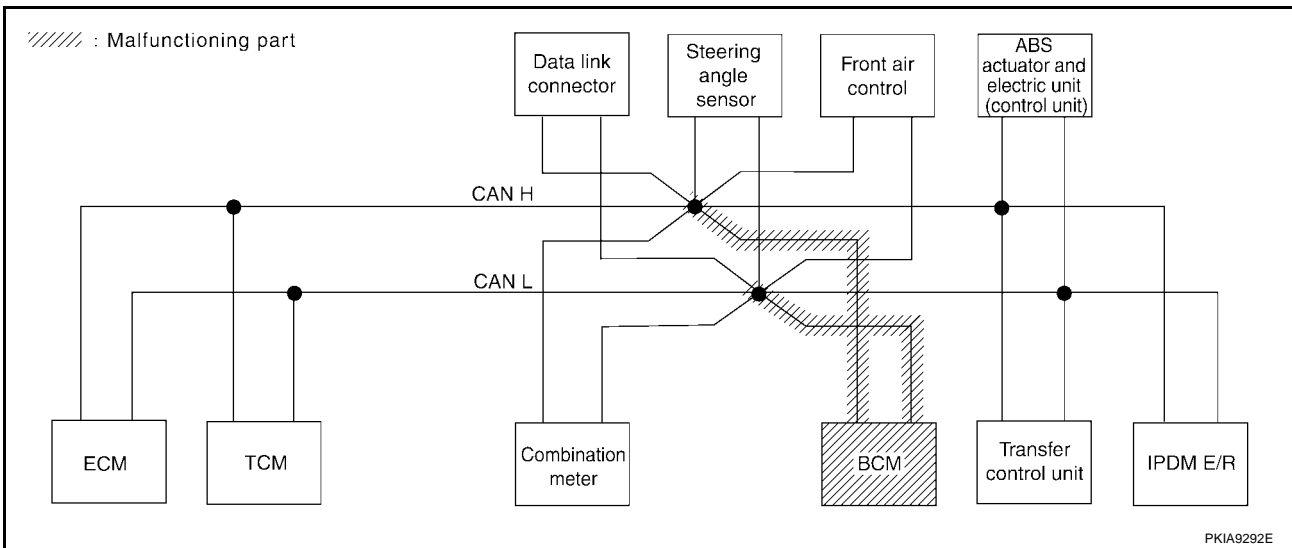 : Malfunctioning part
Data link
connector
Steering
angle
sensor
Front air
control
ABS
actuator and
electric unit
(control unit)
CAN H
CAN L
ECM
TCM
Combination
meter
BCM
Transfer
control unit
IPDM E/R
PKIA9292E